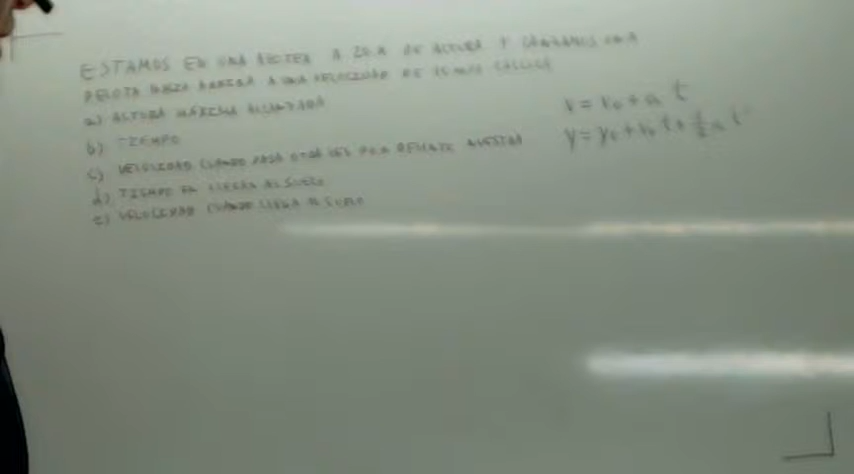 ESTAMOS EN UNA AZOTEA A 20 M DE ALTURA Y LANZAMOS UNA
PELOTA HACIA ARRIBA A UNA VELOCIDAD DE CALCULA
a) ALTURA MÁXIMA ALCANZADA
b) TIEMPO
c) VELOCIDAD CUANDO PASA OTRA VEZ POR DELANTE NUESTRO
d) TIEMPO EN LLEGAR AL SUELO
e) VELOCIDAD CUANDO LLEGA AL SUELO
v = v₀ + a t
y = y₀ + v₀ t + 1/2 a t